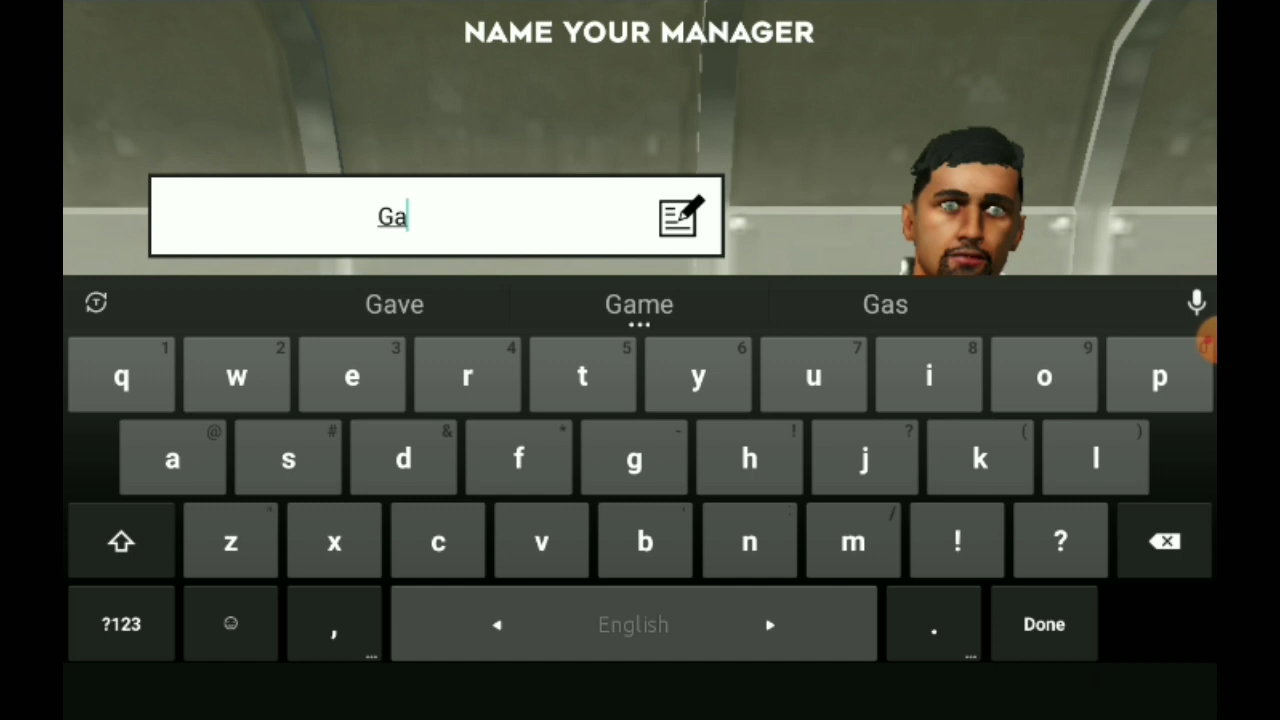 NAME YOUR MANAGER
Ga
Gave Game Gas
q 1 w 2 e 3 r 4 t 5 y 6 u 7 i 8 o 9 p
a @ s # d & f * g - h ! j ? k ( l )
z " x c v b ' n : m / ! ?
?123 , English . Done